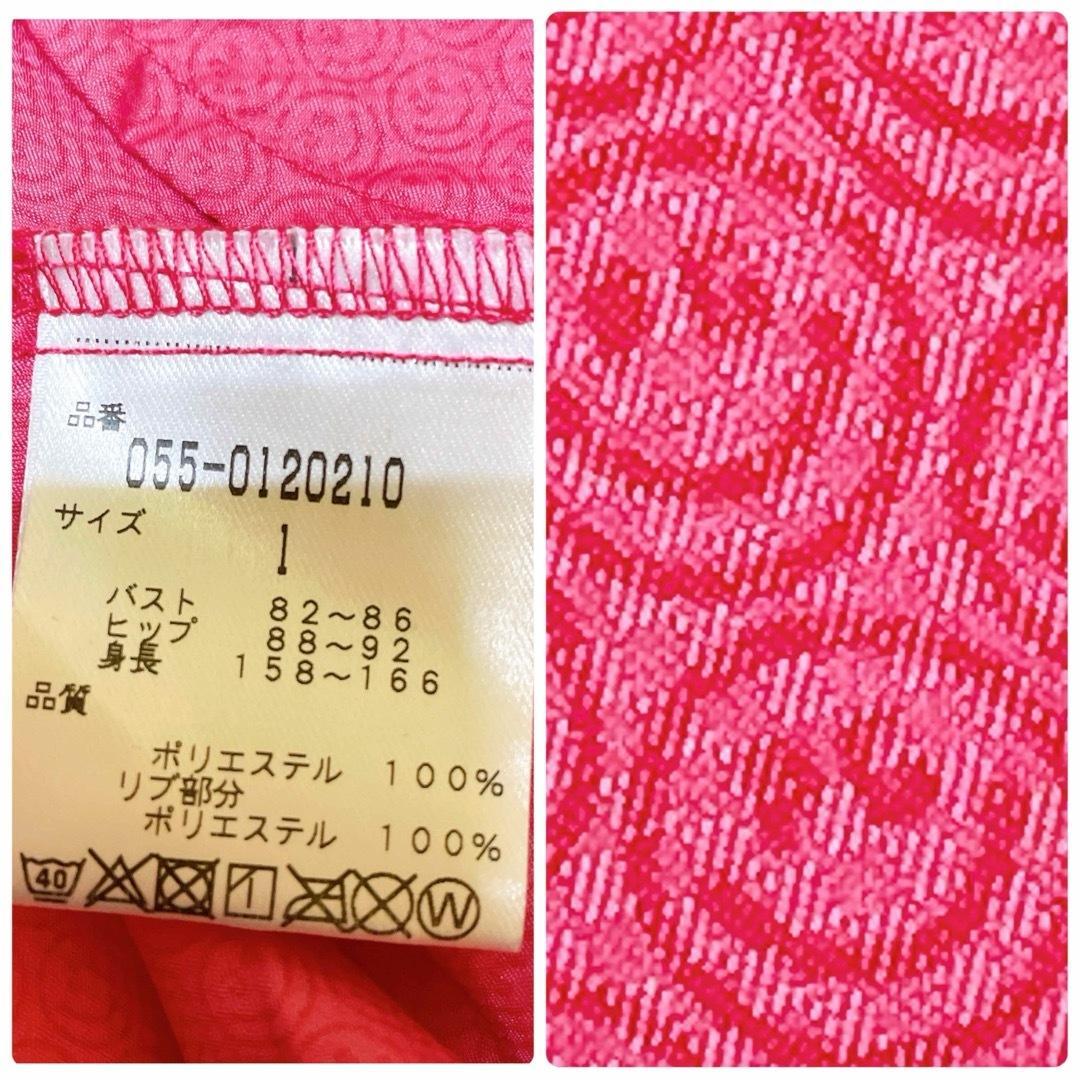 品番
055-0120210
サイズ
1
バスト 82〜86
ヒップ 88〜92
身長 158〜166
品質
ポリエステル 100%
リブ部分
ポリエステル 100%
40 W